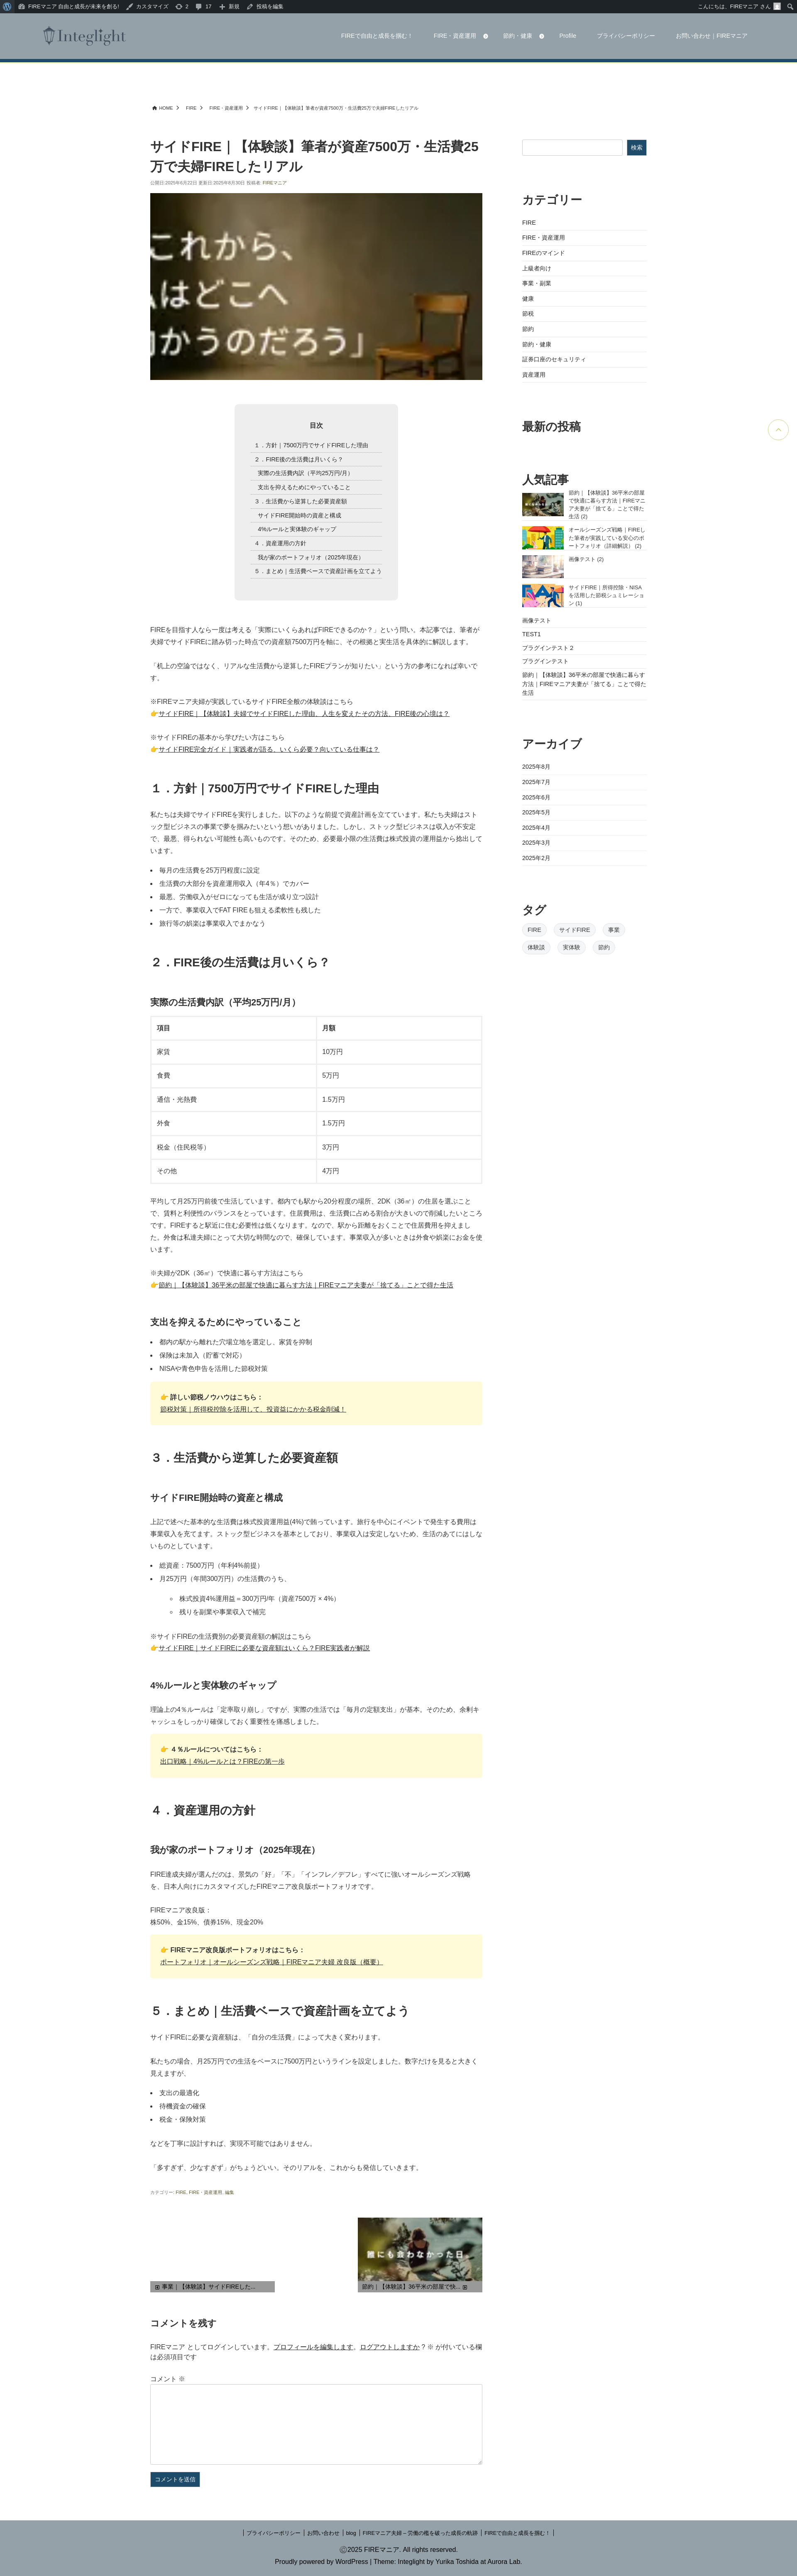 FIREマニア 自由と成長が未来を創る!
カスタマイズ
2
17
新規
投稿を編集
こんにちは、FIREマニア さん
Integlight
FIREで自由と成長を掴む！
FIRE・資産運用
節約・健康
Profile
プライバシーポリシー
お問い合わせ｜FIREマニア
HOME
FIRE
FIRE・資産運用
サイドFIRE｜【体験談】筆者が資産7500万・生活費25万で夫婦FIREしたリアル
サイドFIRE｜【体験談】筆者が資産7500万・生活費25
万で夫婦FIREしたリアル
公開日:2025年6月22日 更新日:2025年8月30日 投稿者: FIREマニア
これから、
はどこへ
向かうのだろう」
目次
１．方針｜7500万円でサイドFIREした理由
２．FIRE後の生活費は月いくら？
実際の生活費内訳（平均25万円/月）
支出を抑えるためにやっていること
３．生活費から逆算した必要資産額
サイドFIRE開始時の資産と構成
4%ルールと実体験のギャップ
４．資産運用の方針
我が家のポートフォリオ（2025年現在）
５．まとめ｜生活費ベースで資産計画を立てよう
FIREを目指す人なら一度は考える「実際にいくらあればFIREできるのか？」という問い。本記事では、筆者が
夫婦でサイドFIREに踏み切った時点での資産額7500万円を軸に、その根拠と実生活を具体的に解説します。
「机上の空論ではなく、リアルな生活費から逆算したFIREプランが知りたい」という方の参考になれば幸いで
す。
※FIREマニア夫婦が実践しているサイドFIRE全般の体験談はこちら
👉サイドFIRE｜【体験談】夫婦でサイドFIREした理由、人生を変えたその方法、FIRE後の心境は？
※サイドFIREの基本から学びたい方はこちら
👉サイドFIRE完全ガイド｜実践者が語る。いくら必要？向いている仕事は？
１．方針｜7500万円でサイドFIREした理由
私たちは夫婦でサイドFIREを実行しました。以下のような前提で資産計画を立てています。私たち夫婦はストッ
ク型ビジネスの事業で夢を掴みたいという想いがありました。しかし、ストック型ビジネスは収入が不安定
で、最悪、得られない可能性も高いものです。そのため、必要最小限の生活費は株式投資の運用益から捻出して
います。
• 毎月の生活費を25万円程度に設定
• 生活費の大部分を資産運用収入（年4％）でカバー
• 最悪、労働収入がゼロになっても生活が成り立つ設計
• 一方で、事業収入でFAT FIREも狙える柔軟性も残した
• 旅行等の娯楽は事業収入でまかなう
２．FIRE後の生活費は月いくら？
実際の生活費内訳（平均25万円/月）
項目 月額
家賃 10万円
食費 5万円
通信・光熱費 1.5万円
外食 1.5万円
税金（住民税等） 3万円
その他 4万円
平均して月25万円前後で生活しています。都内でも駅から20分程度の場所、2DK（36㎡）の住居を選ぶこと
で、賃料と利便性のバランスをとっています。住居費用は、生活費に占める割合が大きいので削減したいところ
です。FIREすると駅近に住む必要性は低くなります。なので、駅から距離をおくことで住居費用を抑えまし
た。外食は私達夫婦にとって大切な時間なので、確保しています。事業収入が多いときは外食や娯楽にお金を使
います。
※夫婦が2DK（36㎡）で快適に暮らす方法はこちら
👉節約｜【体験談】36平米の部屋で快適に暮らす方法｜FIREマニア夫妻が「捨てる」ことで得た生活
支出を抑えるためにやっていること
• 都内の駅から離れた穴場立地を選定し、家賃を抑制
• 保険は未加入（貯蓄で対応）
• NISAや青色申告を活用した節税対策
👉 詳しい節税ノウハウはこちら：
節税対策｜所得税控除を活用して、投資益にかかる税金削減！
３．生活費から逆算した必要資産額
サイドFIRE開始時の資産と構成
上記で述べた基本的な生活費は株式投資運用益(4%)で賄っています。旅行を中心にイベントで発生する費用は
事業収入を充てます。ストック型ビジネスを基本としており、事業収入は安定しないため、生活のあてにはしな
いものとしています。
• 総資産：7500万円（年利4%前提）
• 月25万円（年間300万円）の生活費のうち、
◦ 株式投資4%運用益＝300万円/年（資産7500万 × 4%）
◦ 残りを副業や事業収入で補完
※サイドFIREの生活費別の必要資産額の解説はこちら
👉サイドFIRE｜サイドFIREに必要な資産額はいくら？FIRE実践者が解説
4%ルールと実体験のギャップ
理論上の4％ルールは「定率取り崩し」ですが、実際の生活では「毎月の定額支出」が基本。そのため、余剰キ
ャッシュをしっかり確保しておく重要性を痛感しました。
👉 ４％ルールについてはこちら：
出口戦略｜4%ルールとは？FIREの第一歩
４．資産運用の方針
我が家のポートフォリオ（2025年現在）
FIRE達成夫婦が選んだのは、景気の「好」「不」「インフレ／デフレ」すべてに強いオールシーズンズ戦略
を、日本人向けにカスタマイズしたFIREマニア改良版ポートフォリオです。
FIREマニア改良版：
株50%、金15%、債券15%、現金20%
👉 FIREマニア改良版ポートフォリオはこちら：
ポートフォリオ｜オールシーズンズ戦略｜FIREマニア夫婦 改良版（概要）
５．まとめ｜生活費ベースで資産計画を立てよう
サイドFIREに必要な資産額は、「自分の生活費」によって大きく変わります。
私たちの場合、月25万円での生活をベースに7500万円というラインを設定しました。数字だけを見ると大きく
見えますが、
• 支出の最適化
• 待機資金の確保
• 税金・保険対策
などを丁寧に設計すれば、実現不可能ではありません。
「多すぎず、少なすぎず」がちょうどいい。そのリアルを、これからも発信していきます。
カテゴリー: FIRE, FIRE・資産運用, 編集
事業｜【体験談】サイドFIREした...
誰にも会わなかった日、
節約｜【体験談】36平米の部屋で快...
コメントを残す
FIREマニア としてログインしています。プロフィールを編集します。ログアウトしますか？ ※ が付いている欄
は必須項目です
コメント ※
コメントを送信
検索
カテゴリー
FIRE
FIRE・資産運用
FIREのマインド
上級者向け
事業・副業
健康
節税
節約
節約・健康
証券口座のセキュリティ
資産運用
最新の投稿
人気記事
節約｜【体験談】36平米の部屋
で快適に暮らす方法｜FIREマニ
ア夫妻が「捨てる」ことで得た
生活 (2)
オールシーズンズ戦略｜FIREし
た筆者が実践している安心のポ
ートフォリオ（詳細解説） (2)
画像テスト (2)
サイドFIRE｜所得控除・NISA
を活用した節税シュミレーショ
ン (1)
画像テスト
TEST1
プラグインテスト２
プラグインテスト
節約｜【体験談】36平米の部屋で快適に暮らす
方法｜FIREマニア夫妻が「捨てる」ことで得た
生活
アーカイブ
2025年8月
2025年7月
2025年6月
2025年5月
2025年4月
2025年3月
2025年2月
タグ
FIRE
サイドFIRE
事業
体験談
実体験
節約
プライバシーポリシー
お問い合わせ
blog
FIREマニア夫婦 – 労働の檻を破った成長の軌跡
FIREで自由と成長を掴む！
©2025 FIREマニア. All rights reserved.
Proudly powered by WordPress | Theme: Integlight by Yurika Toshida at Aurora Lab.